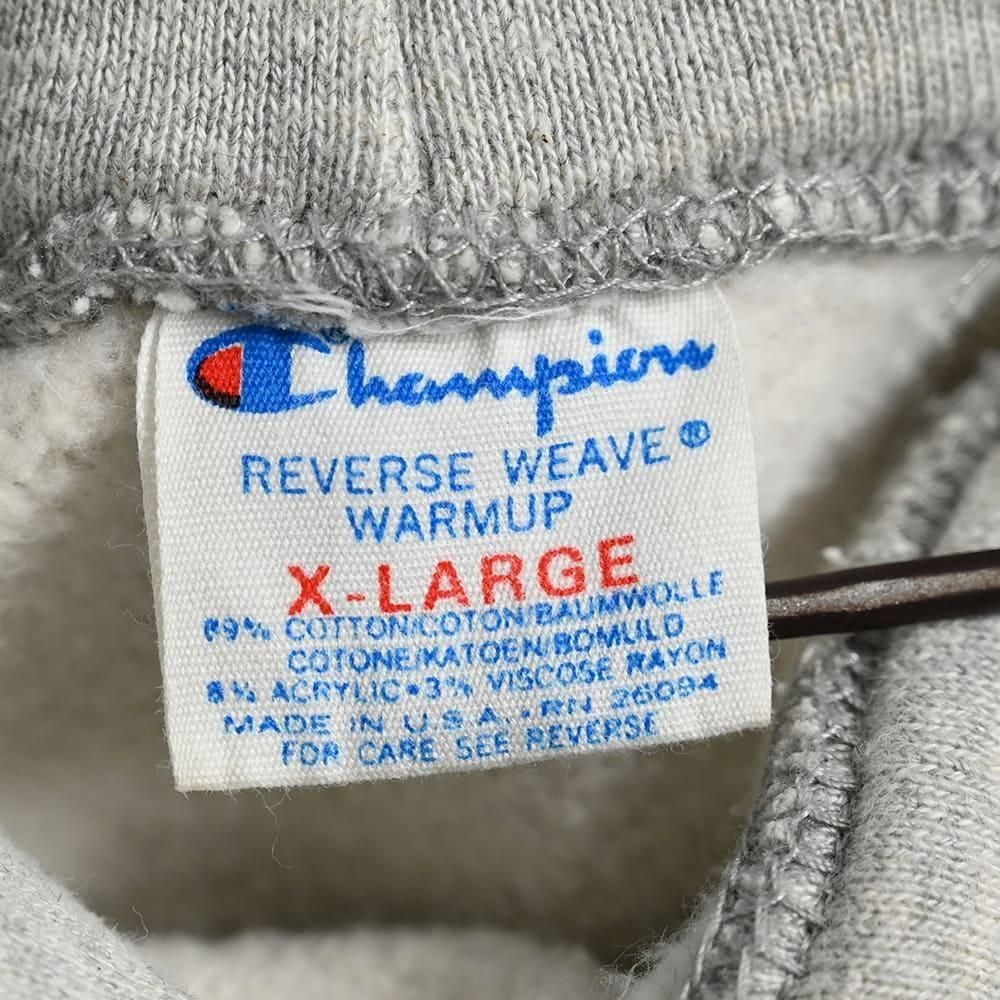 Champion
REVERSE WEAVE®
WARMUP
X-LARGE
89% COTTON/COTON/BAUMWOLLE
COTONE/KATOEN/BOMULD
8% ACRYLIC•3% VISCOSE RAYON
MADE IN U.S.A. • RN 26094
FOR CARE SEE REVERSE